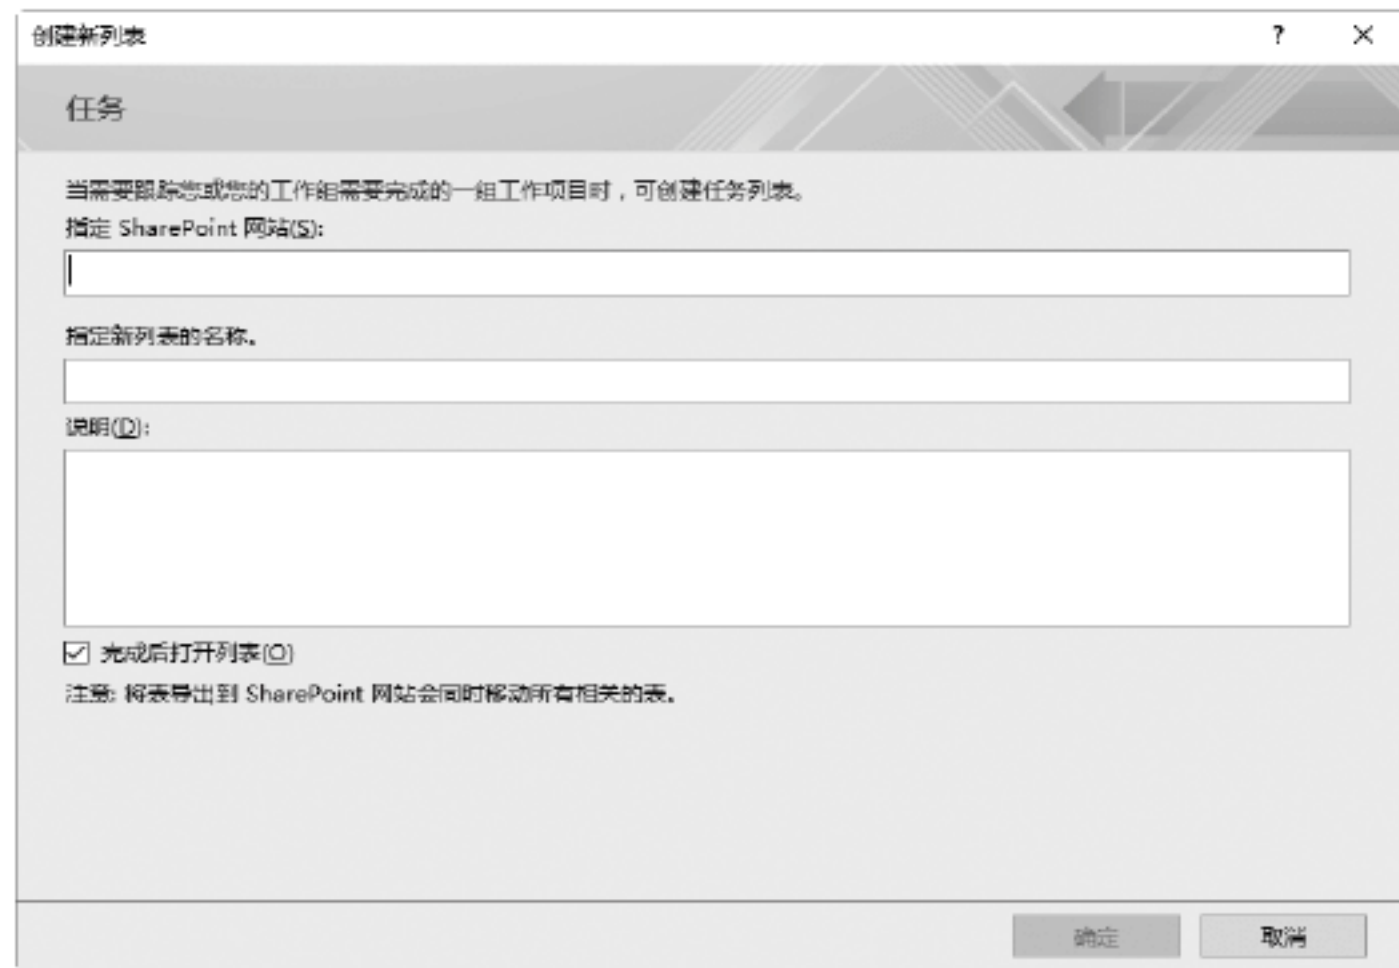 创建新列表 ? ×
任务
当需要跟踪您或您的工作组需要完成的一组工作项目时，可创建任务列表。
指定 SharePoint 网站(S):
指定新列表的名称。
说明(D):
完成后打开列表(O)
注意: 将表导出到 SharePoint 网站会同时移动所有相关的表。
确定 取消